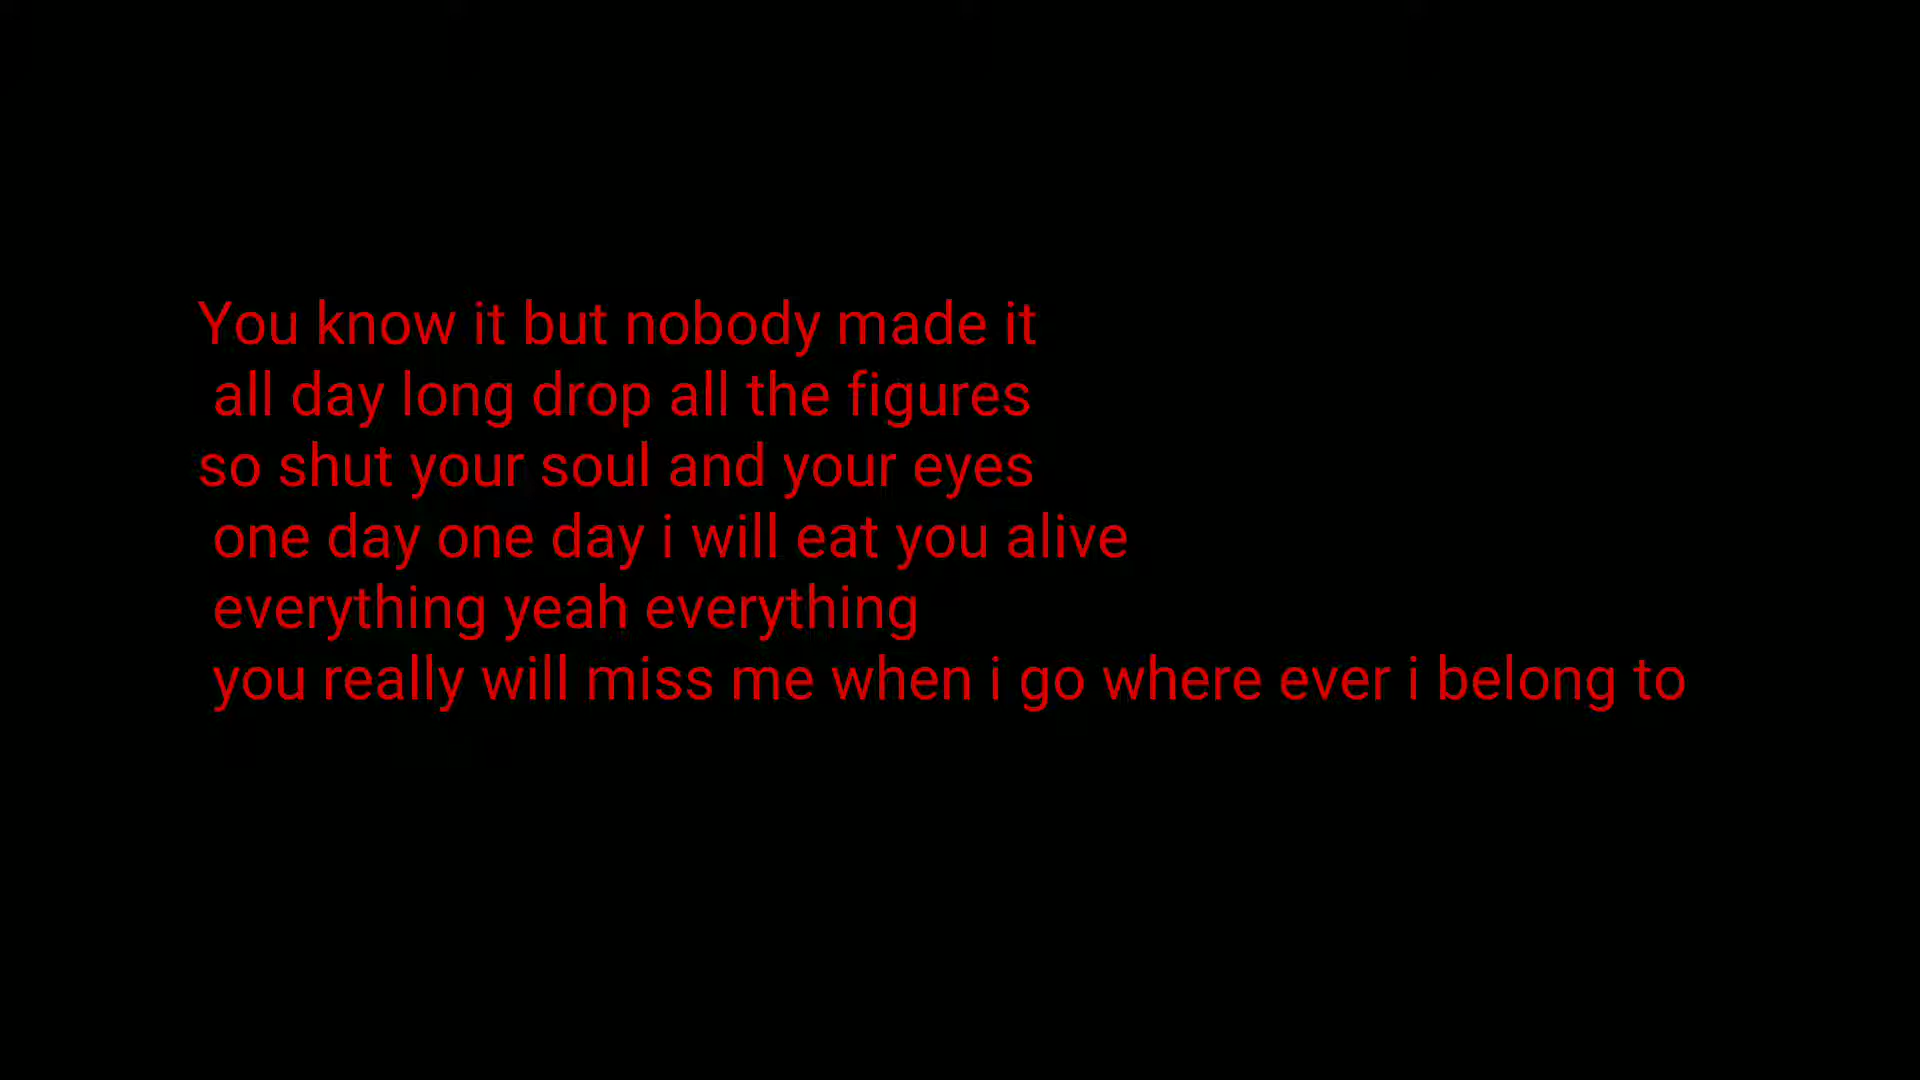 You know it but nobody made it
all day long drop all the figures
so shut your soul and your eyes
one day one day i will eat you alive
everything yeah everything
you really will miss me when i go where ever i belong to